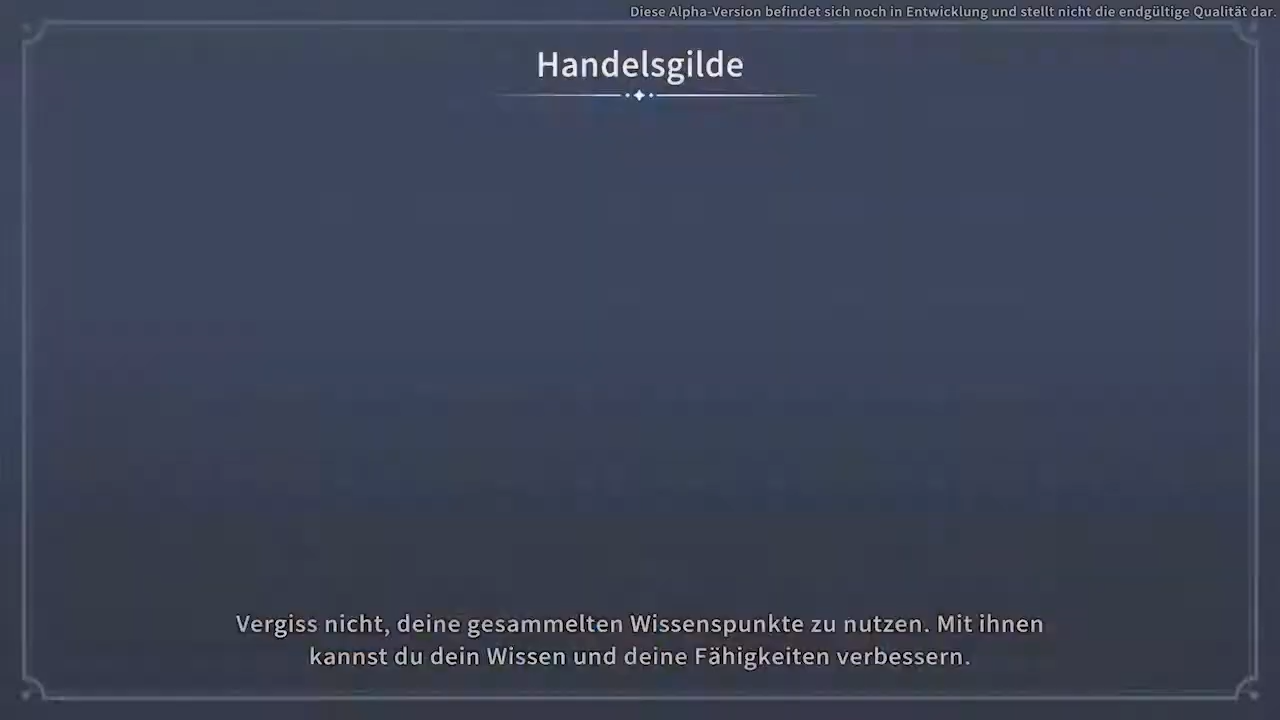 Diese Alpha-Version befindet sich noch in Entwicklung und stellt nicht die endgültige Qualität dar.
Handelsgilde
Vergiss nicht, deine gesammelten Wissenspunkte zu nutzen. Mit ihnen
kannst du dein Wissen und deine Fähigkeiten verbessern.